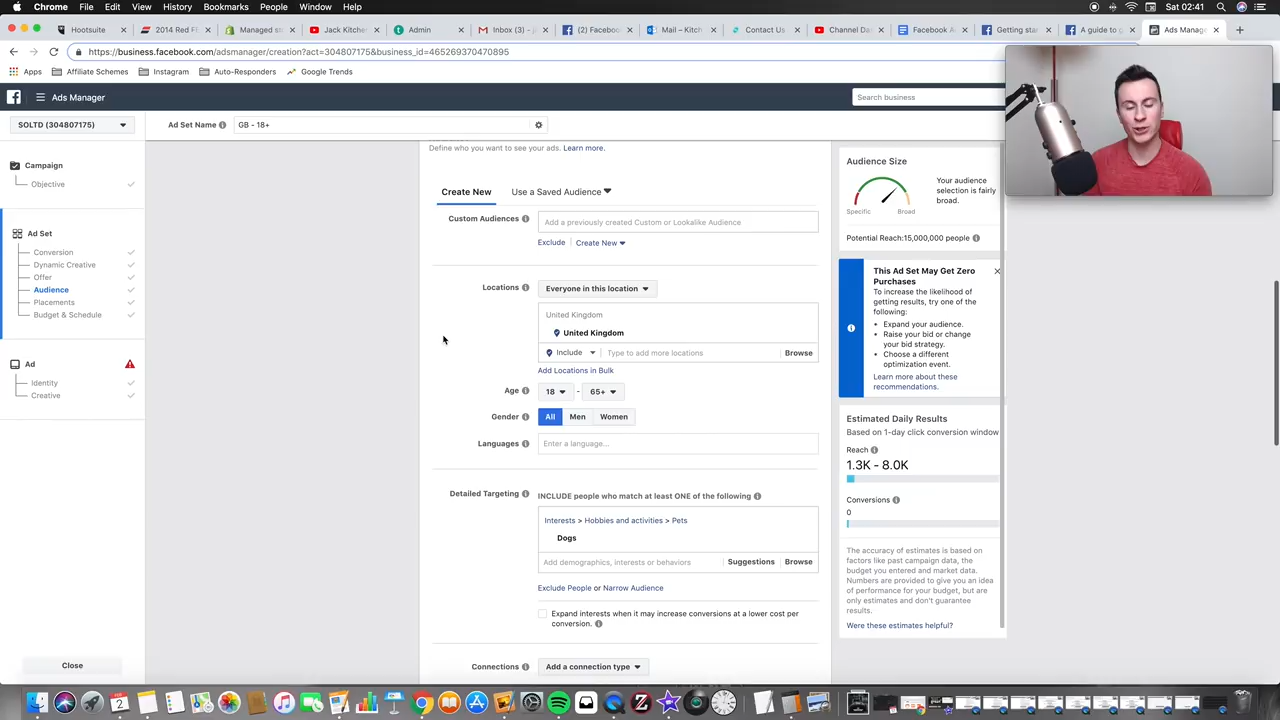 Chrome File Edit View History Bookmarks People Window Help
Sat 02:41
Hootsuite
2014 Red F
Managed s
Jack Kitche
Admin
Inbox (3) - j
(2) Facebo
Mail – Kitch
Contact Us
Channel Da
Facebook A
Getting sta
A guide to g
Ads Manage
https://business.facebook.com/adsmanager/creation?act=304807175&business_id=465269370470895
Apps
Affiliate Schemes
Instagram
Auto-Responders
Google Trends
Ads Manager
Search business
SOLTD (304807175)
Ad Set Name
GB - 18+
Campaign
Objective
Ad Set
Conversion
Dynamic Creative
Offer
Audience
Placements
Budget & Schedule
Ad
Identity
Creative
Close
Define who you want to see your ads. Learn more.
Create New
Use a Saved Audience
Custom Audiences
Add a previously created Custom or Lookalike Audience
Exclude
Create New
Locations
Everyone in this location
United Kingdom
United Kingdom
Include
Type to add more locations
Browse
Add Locations in Bulk
Age
18 - 65+
Gender
All Men Women
Languages
Enter a language...
Detailed Targeting
INCLUDE people who match at least ONE of the following
Interests > Hobbies and activities > Pets
Dogs
Add demographics, interests or behaviors
Suggestions
Browse
Exclude People or Narrow Audience
Expand interests when it may increase conversions at a lower cost per
conversion.
Connections
Add a connection type
Audience Size
Your audience
selection is fairly
broad.
Specific
Broad
Potential Reach:15,000,000 people
This Ad Set May Get Zero
Purchases
To increase the likelihood of
getting results, try one of the
following:
• Expand your audience.
• Raise your bid or change
your bid strategy.
• Choose a different
optimization event.
Learn more about these
recommendations.
Estimated Daily Results
Based on 1-day click conversion window
Reach
1.3K - 8.0K
Conversions
0
The accuracy of estimates is based on
factors like past campaign data, the
budget you entered and market data.
Numbers are provided to give you an idea
of performance for your budget, but are
only estimates and don't guarantee
results.
Were these estimates helpful?